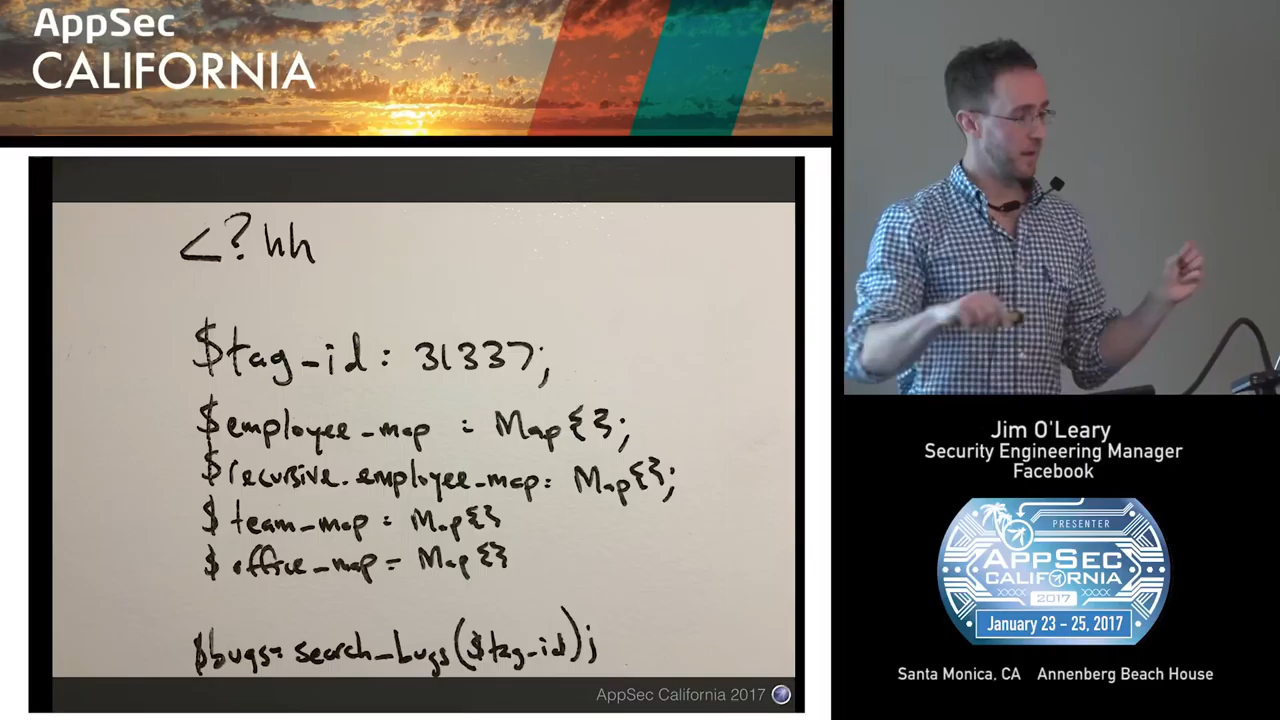 AppSec
CALIFORNIA
<?hh
$tag_id: 31337;
$employee_map = Map{};
$recursive_employee_map= Map{};
$team_map = Map{}
$office_map = Map{}
$bugs= search_bugs($tag_id);
AppSec California 2017
Jim O'Leary
Security Engineering Manager
Facebook
PRESENTER
APPSEC
CALIFORNIA
2017
January 23 - 25, 2017
Santa Monica, CA Annenberg Beach House